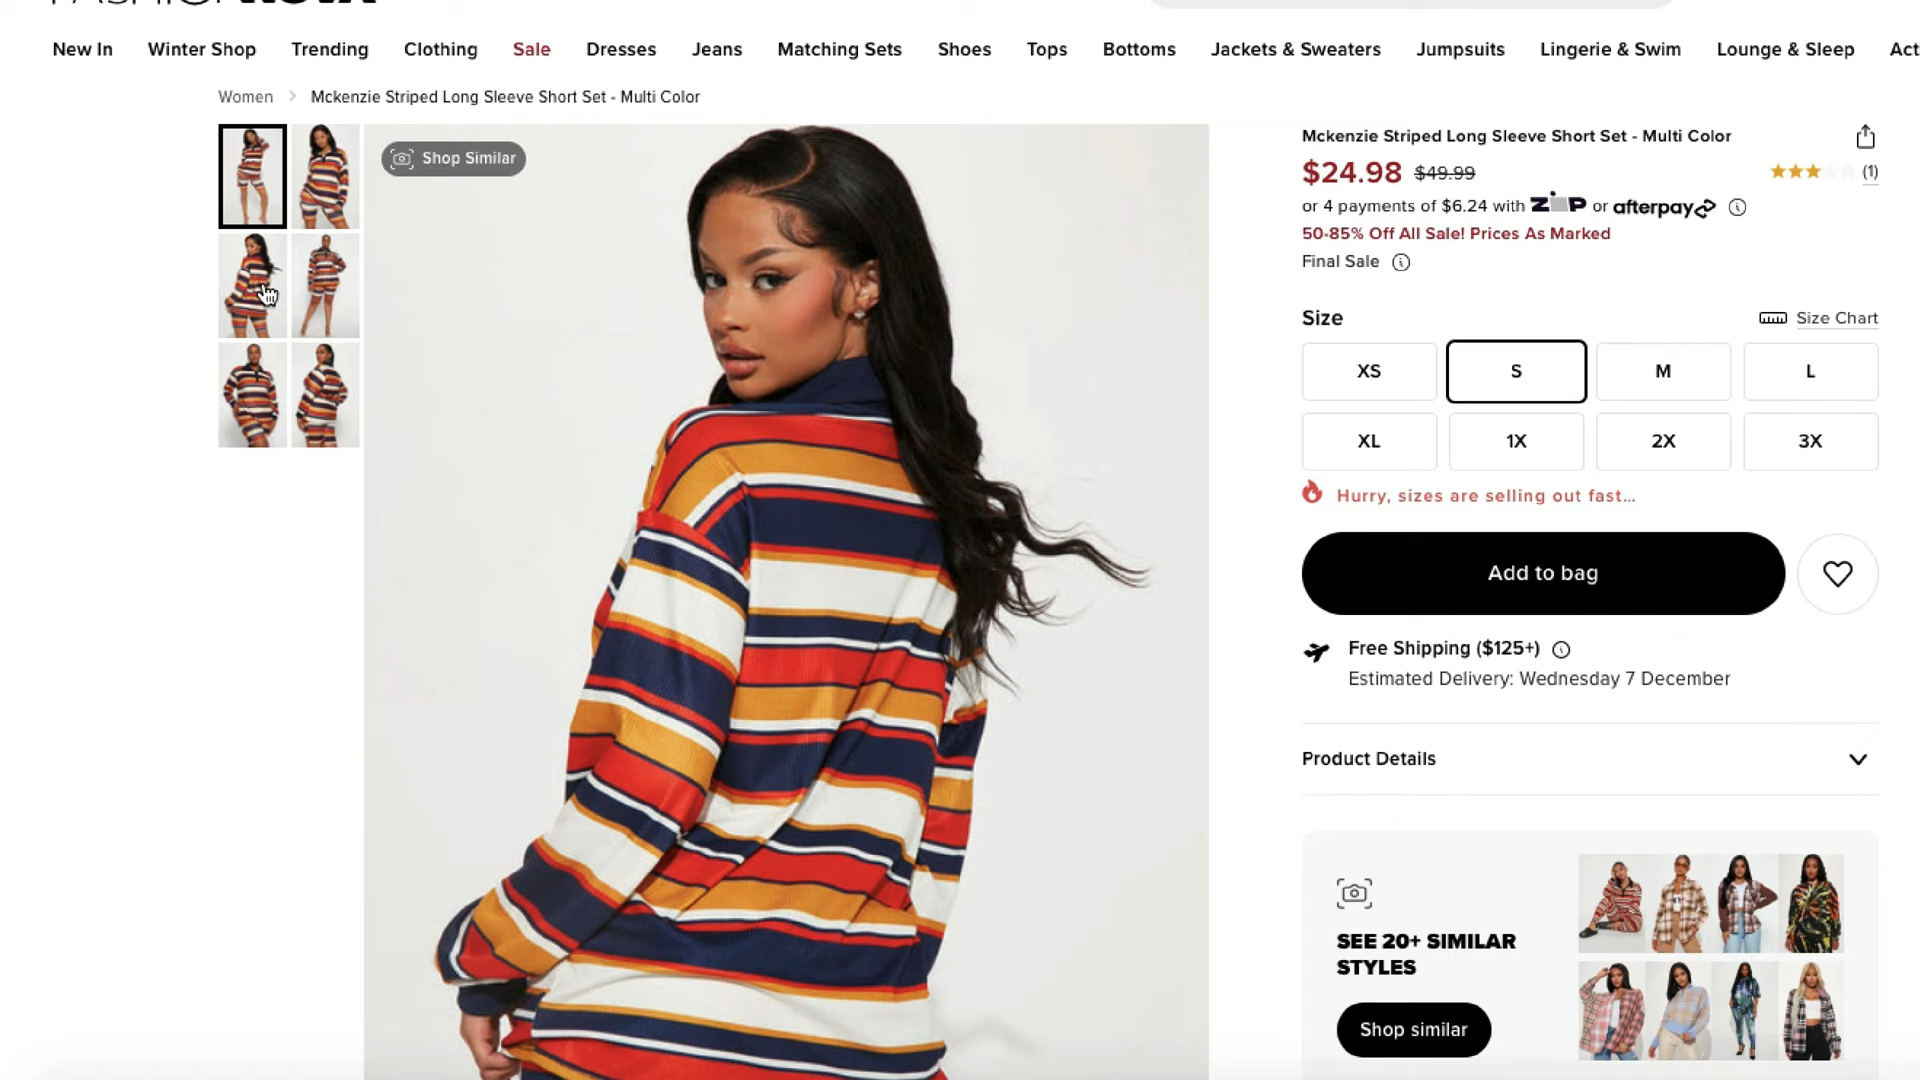 FASHION NOVA
New In Winter Shop Trending Clothing Sale Dresses Jeans Matching Sets Shoes Tops Bottoms Jackets & Sweaters Jumpsuits Lingerie & Swim Lounge & Sleep Act
Women > Mckenzie Striped Long Sleeve Short Set - Multi Color
Shop Similar
Mckenzie Striped Long Sleeve Short Set - Multi Color
$24.98 $49.99 (1)
or 4 payments of $6.24 with zip or afterpay
50-85% Off All Sale! Prices As Marked
Final Sale
Size Size Chart
XS S M L
XL 1X 2X 3X
Hurry, sizes are selling out fast...
Add to bag
Free Shipping ($125+)
Estimated Delivery: Wednesday 7 December
Product Details
SEE 20+ SIMILAR
STYLES
Shop similar